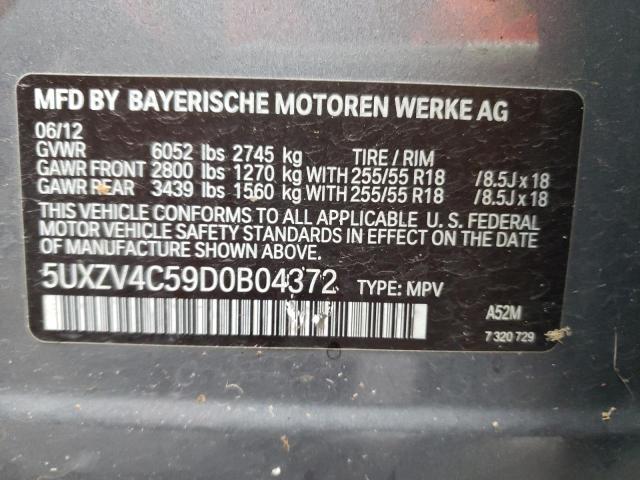 MFD BY BAYERISCHE MOTOREN WERKE AG
06/12
GVWR 6052 lbs 2745 kg TIRE / RIM
GAWR FRONT 2800 lbs 1270 kg WITH 255/55 R18 /8.5J x 18
GAWR REAR 3439 lbs 1560 kg WITH 255/55 R18 /8.5J x 18
THIS VEHICLE CONFORMS TO ALL APPLICABLE U. S. FEDERAL
MOTOR VEHICLE SAFETY STANDARDS IN EFFECT ON THE DATE
OF MANUFACTURE SHOWN ABOVE.
5UXZV4C59D0B04372 TYPE: MPV
A52M
7 320 729